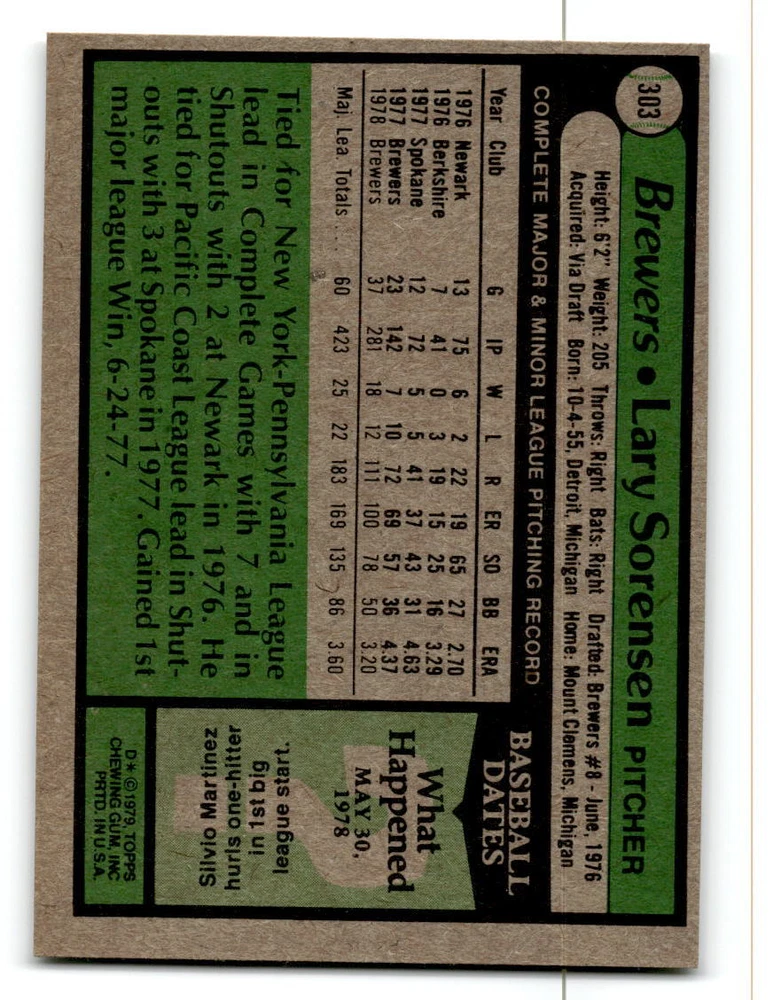 303
Brewers • Lary Sorensen PITCHER
Height: 6'2" Weight: 205 Throws: Right Bats: Right Drafted: Brewers #8 - June, 1976
Acquired: Via Draft Born: 10-4-55, Detroit, Michigan Home: Mount Clemens, Michigan
COMPLETE MAJOR & MINOR LEAGUE PITCHING RECORD
Year Club G IP W L R ER SO BB ERA
1976 Newark 13 75 6 2 22 19 65 27 2.70
1976 Berkshire 7 41 0 3 19 15 25 16 3.29
1977 Spokane 12 72 5 5 41 37 43 31 4.63
1977 Brewers 23 142 7 10 72 69 57 36 4.37
1978 Brewers 37 281 18 12 111 100 78 50 3.20
Maj Lea Totals ... 60 423 25 22 183 169 135 86 3.60
Tied for New York-Pennsylvania League
lead in Complete Games with 7 and in
Shutouts with 2 at Newark in 1976. He
tied for Pacific Coast League lead in Shut-
outs with 3 at Spokane in 1977. Gained 1st
major league Win, 6-24-77.
BASEBALL
DATES
What
Happened
MAY 30,
1978
Silvio Martinez
hurls one-hitter
in 1st big
league start.
D* © 1979, TOPPS
CHEWING GUM, INC
PRTD. IN U.S.A.